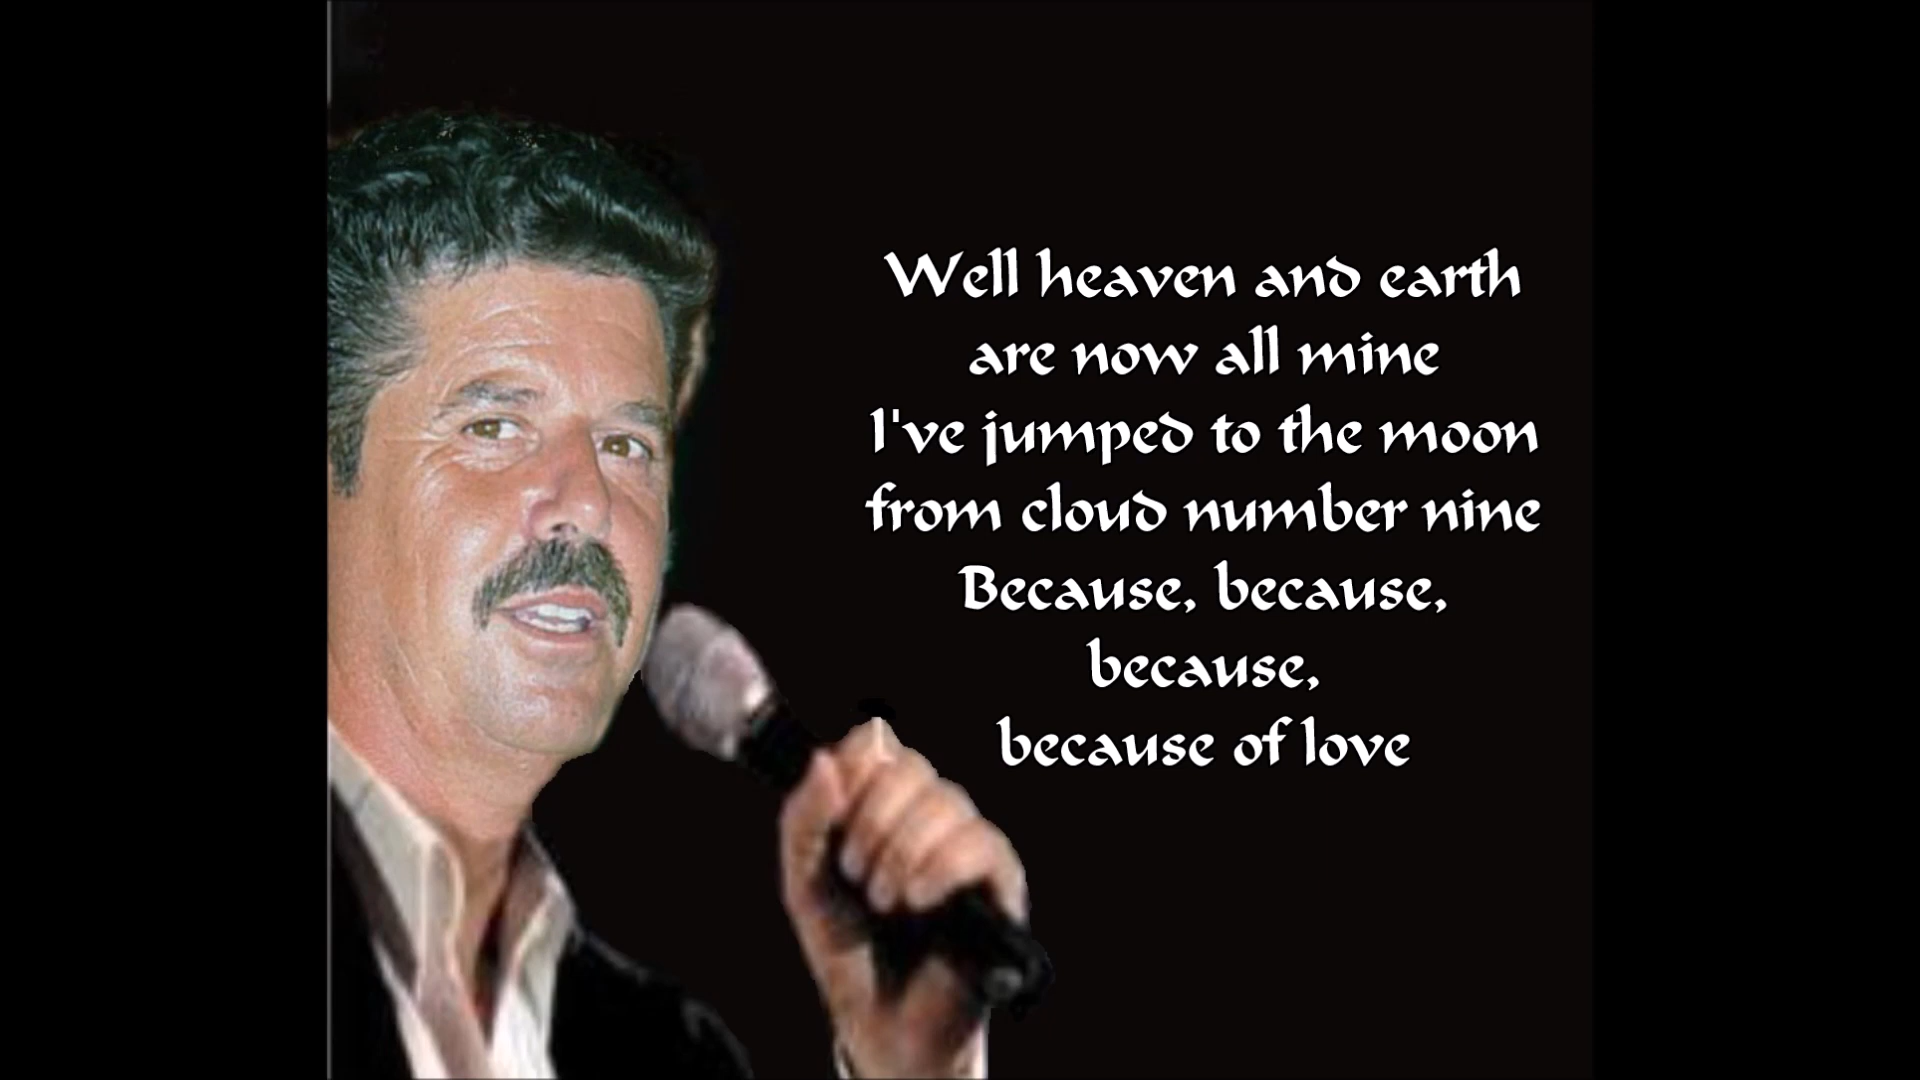 Well heaven and earth
are now all mine
I've jumped to the moon
from cloud number nine
Because, because,
because,
because of love